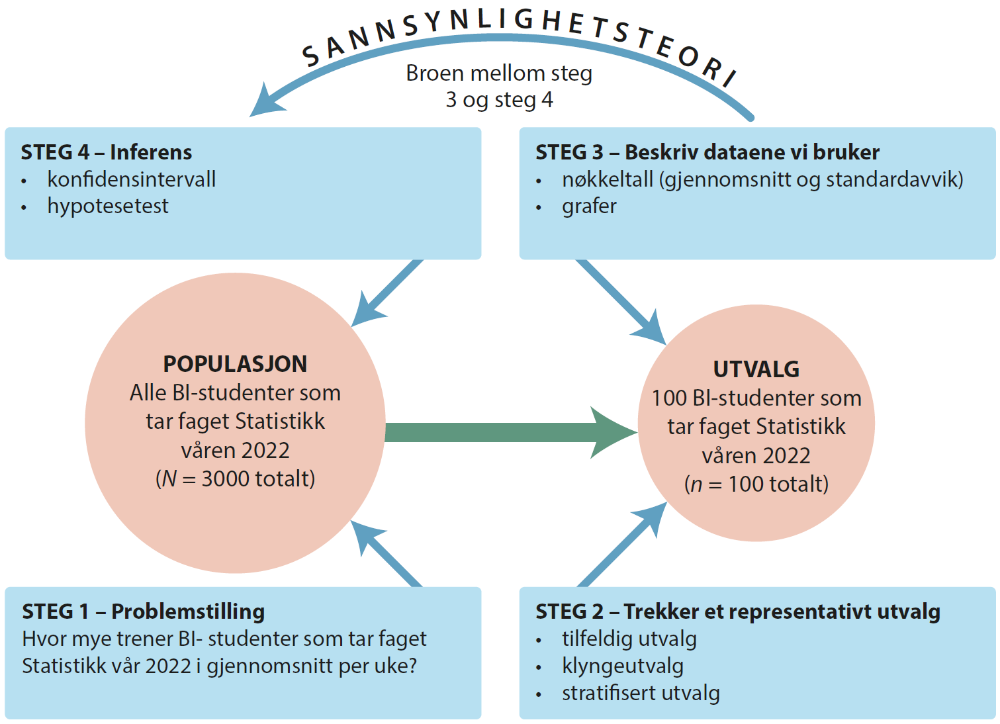 SANNSYNLIGHETSTEORI
Broen mellom steg
3 og steg 4
STEG 4 – Inferens
• konfidensintervall
• hypotesetest
STEG 3 – Beskriv dataene vi bruker
• nøkkeltall (gjennomsnitt og standardavvik)
• grafer
POPULASJON
Alle BI-studenter som
tar faget Statistikk
våren 2022
(N = 3000 totalt)
UTVALG
100 BI-studenter som
tar faget Statistikk
våren 2022
(n = 100 totalt)
STEG 1 – Problemstilling
Hvor mye trener BI- studenter som tar faget
Statistikk vår 2022 i gjennomsnitt per uke?
STEG 2 – Trekker et representativt utvalg
• tilfeldig utvalg
• klyngeutvalg
• stratifisert utvalg